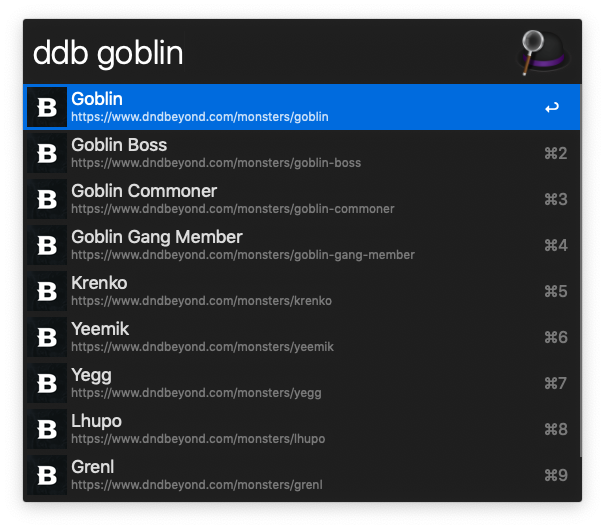 ddb goblin
B Goblin ↩
https://www.dndbeyond.com/monsters/goblin
B Goblin Boss ⌘2
https://www.dndbeyond.com/monsters/goblin-boss
B Goblin Commoner ⌘3
https://www.dndbeyond.com/monsters/goblin-commoner
B Goblin Gang Member ⌘4
https://www.dndbeyond.com/monsters/goblin-gang-member
B Krenko ⌘5
https://www.dndbeyond.com/monsters/krenko
B Yeemik ⌘6
https://www.dndbeyond.com/monsters/yeemik
B Yegg ⌘7
https://www.dndbeyond.com/monsters/yegg
B Lhupo ⌘8
https://www.dndbeyond.com/monsters/lhupo
B Grenl ⌘9
https://www.dndbeyond.com/monsters/grenl